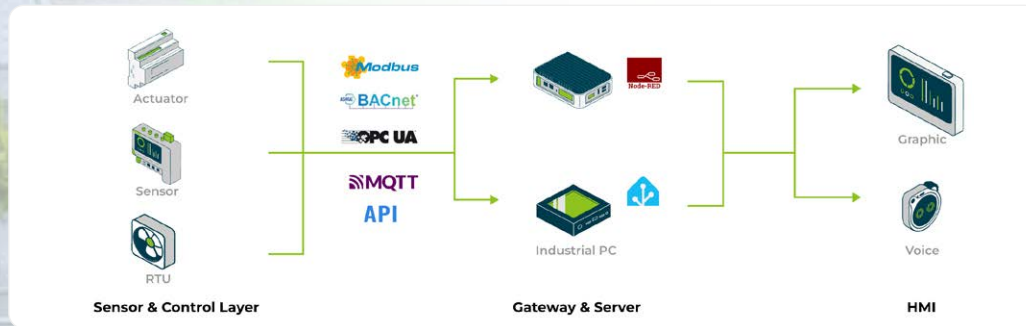 Actuator
Sensor
RTU
Sensor & Control Layer
Modbus
BACnet
OPC UA
MQTT
API
Node-RED
Industrial PC
Gateway & Server
Graphic
Voice
HMI